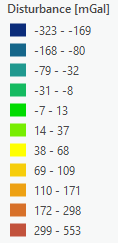 Disturbance [mGal]
-323 - -169
-168 - -80
-79 - -32
-31 - -8
-7 - 13
14 - 37
38 - 68
69 - 109
110 - 171
172 - 298
299 - 553